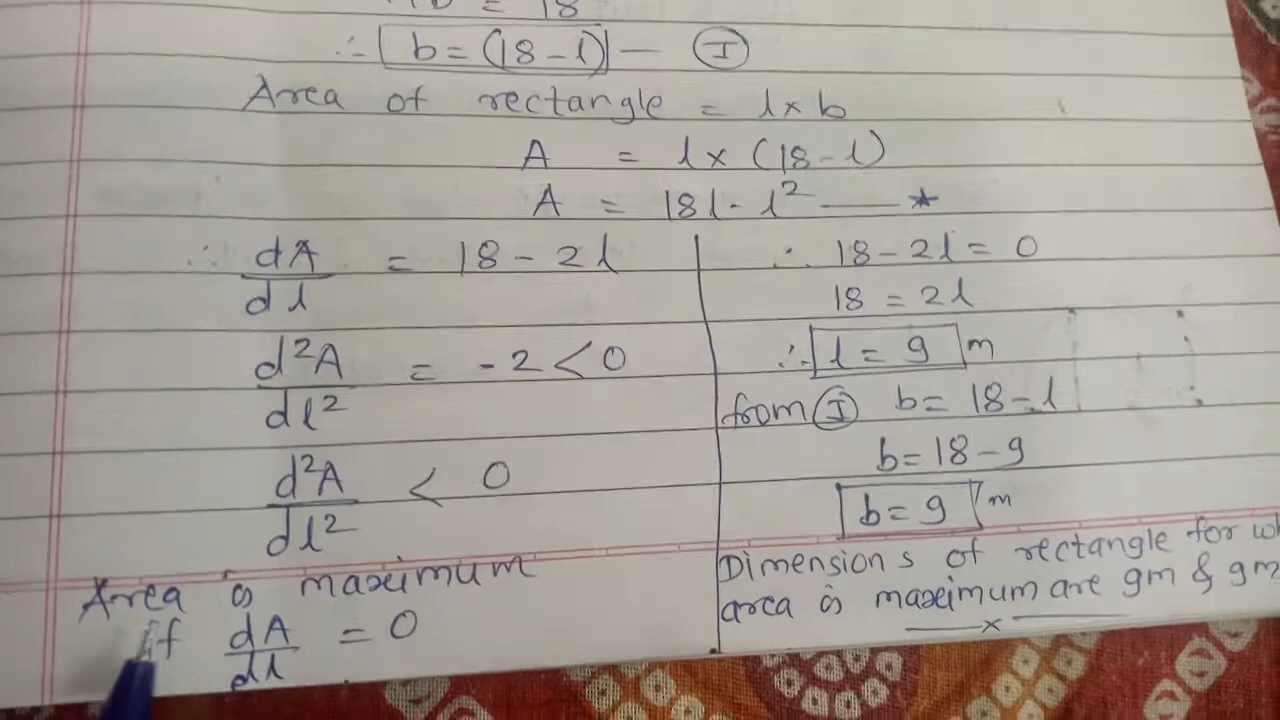 = 18
∴ b = (18 - l) — I
Area of rectangle = l × b
A = l × (18 - l)
A = 18l - l² —— ★
∴ dA/dl = 18 - 2l
d²A/dl² = -2 < 0
d²A/dl² < 0
Area is maximum
if dA/dl = 0
∴ 18 - 2l = 0
18 = 2l
∴ l = 9 m
from I b = 18 - l
b = 18 - 9
b = 9 m
Dimensions of rectangle for
area is maximum are 9m & 9m
—— x ——